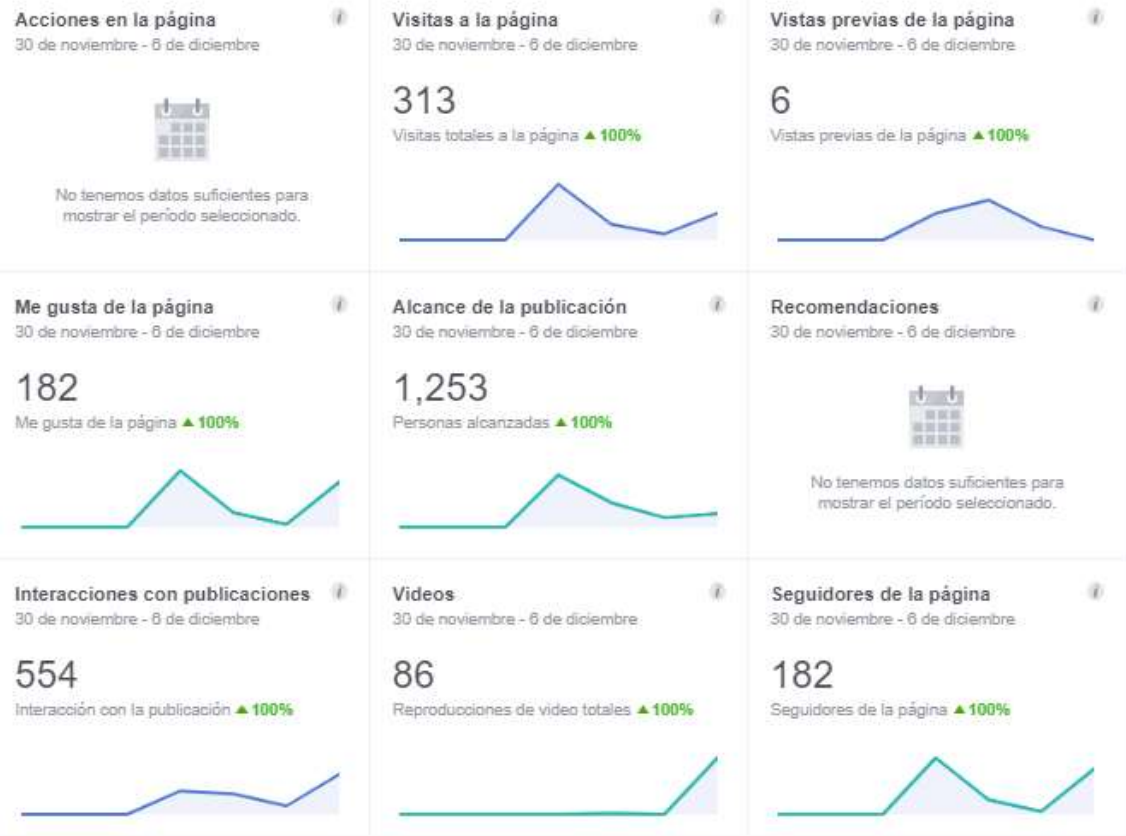 Acciones en la página
30 de noviembre - 6 de diciembre
No tenemos datos suficientes para
mostrar el período seleccionado.
Visitas a la página
30 de noviembre - 6 de diciembre
313
Visitas totales a la página ▲ 100%
Vistas previas de la página
30 de noviembre - 6 de diciembre
6
Vistas previas de la página ▲ 100%
Me gusta de la página
30 de noviembre - 6 de diciembre
182
Me gusta de la página ▲ 100%
Alcance de la publicación
30 de noviembre - 6 de diciembre
1,253
Personas alcanzadas ▲ 100%
Recomendaciones
30 de noviembre - 6 de diciembre
No tenemos datos suficientes para
mostrar el período seleccionado.
Interacciones con publicaciones
30 de noviembre - 6 de diciembre
554
Interacción con la publicación ▲ 100%
Videos
30 de noviembre - 6 de diciembre
86
Reproducciones de video totales ▲ 100%
Seguidores de la página
30 de noviembre - 6 de diciembre
182
Seguidores de la página ▲ 100%